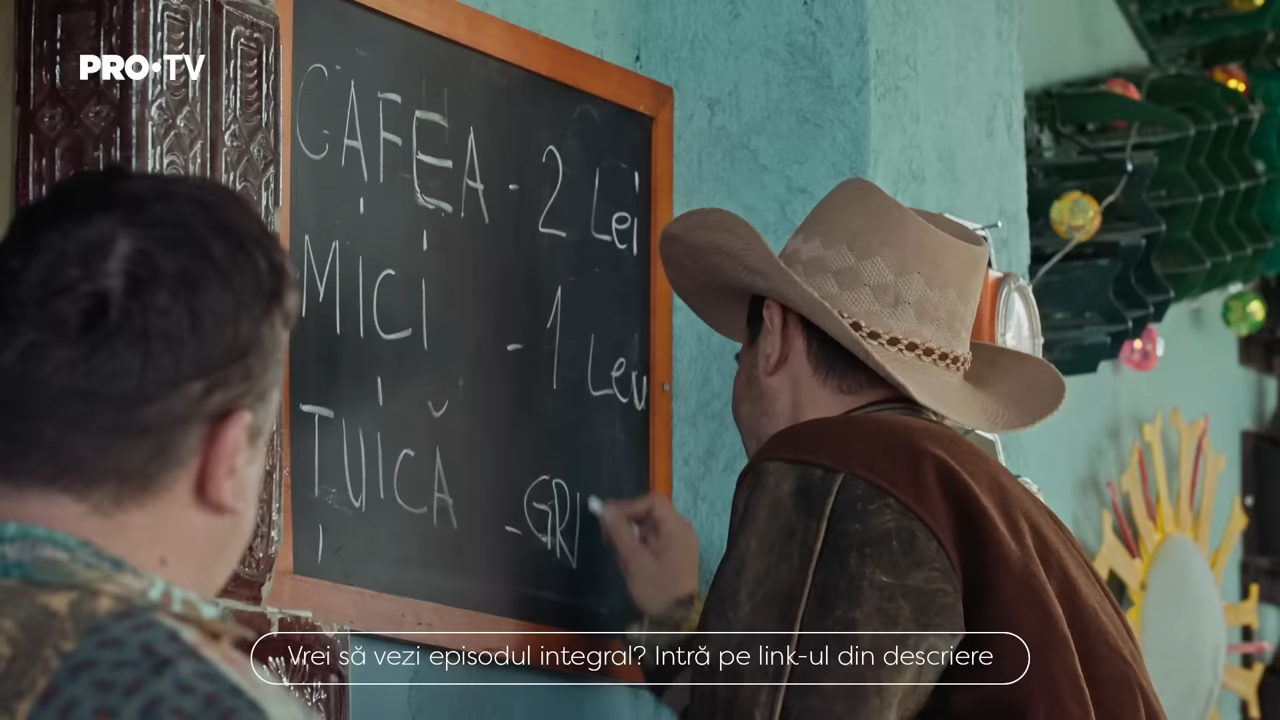 PRO•TV
CAFEA - 2 Lei
MICI - 1 Leu
ȚUICĂ - GRI
Vrei să vezi episodul integral? Intră pe link-ul din descriere